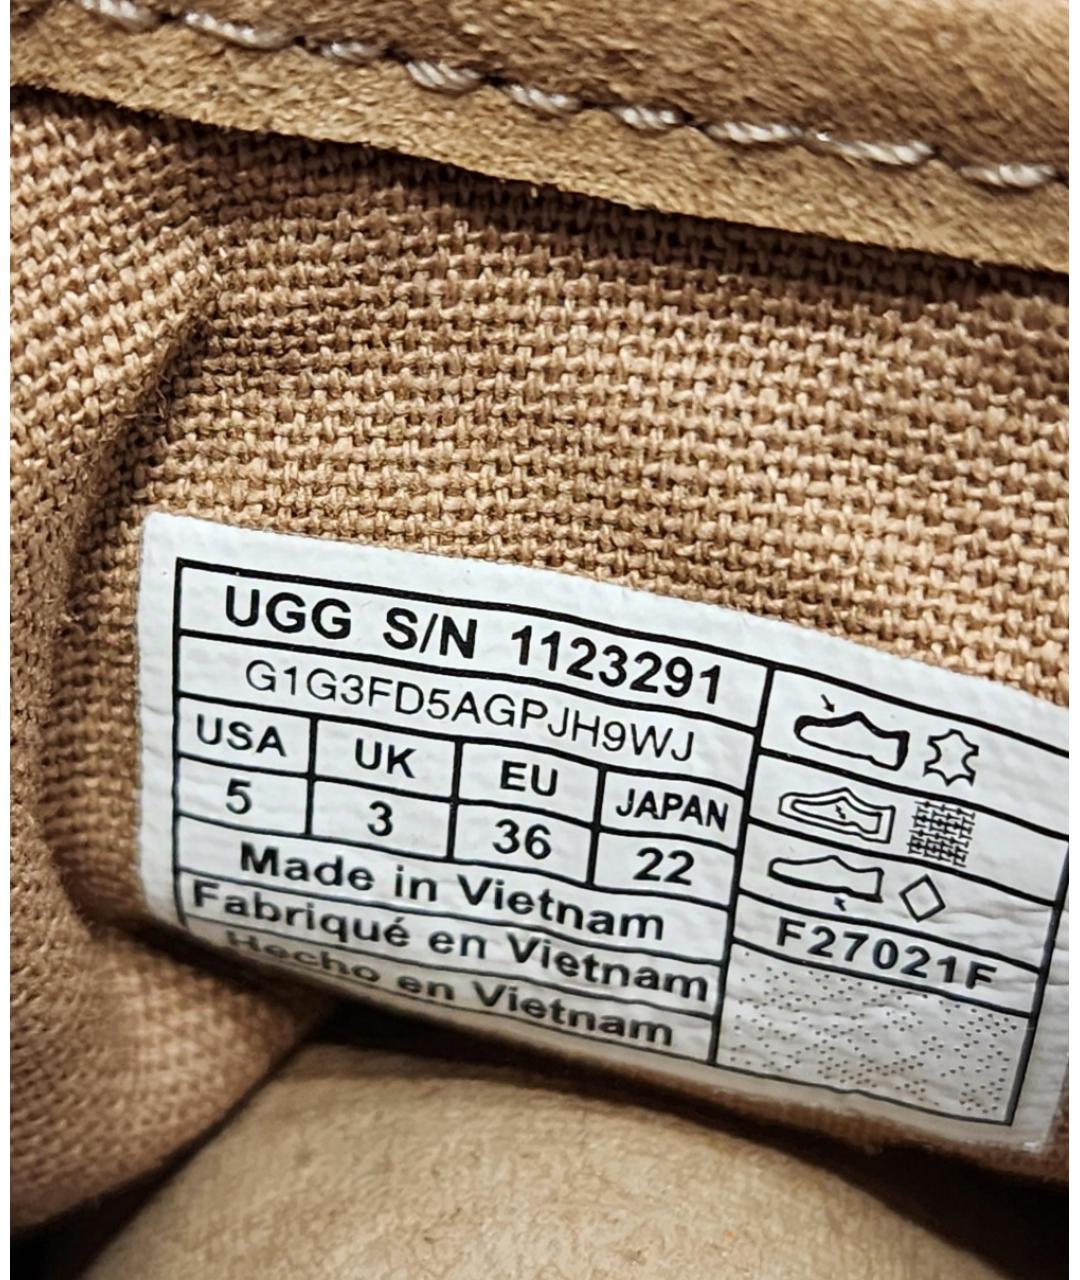 UGG S/N 1123291
G1G3FD5AGPJH9WJ
USA UK EU JAPAN
5 3 36 22
Made in Vietnam
Fabriqué en Vietnam
Hecho en Vietnam
F27021F